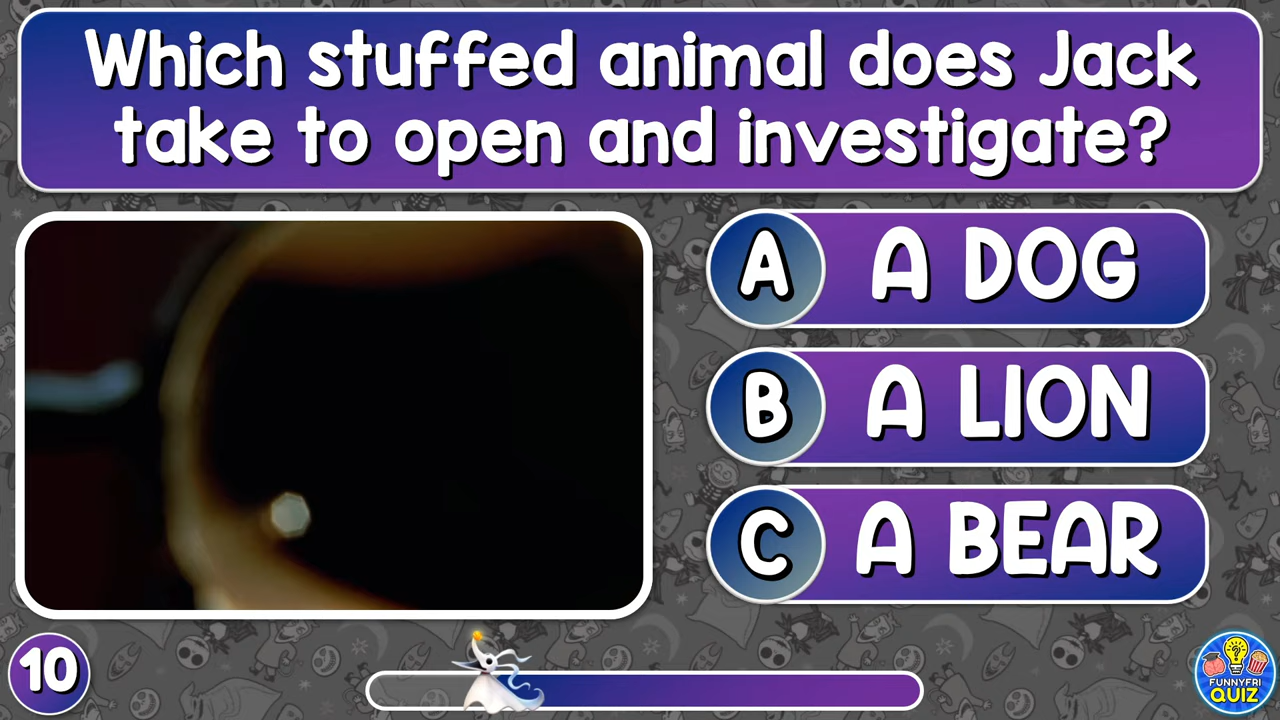 Which stuffed animal does Jack
take to open and investigate?
A A DOG
B A LION
C A BEAR
10
FUNNYFRI
QUIZ